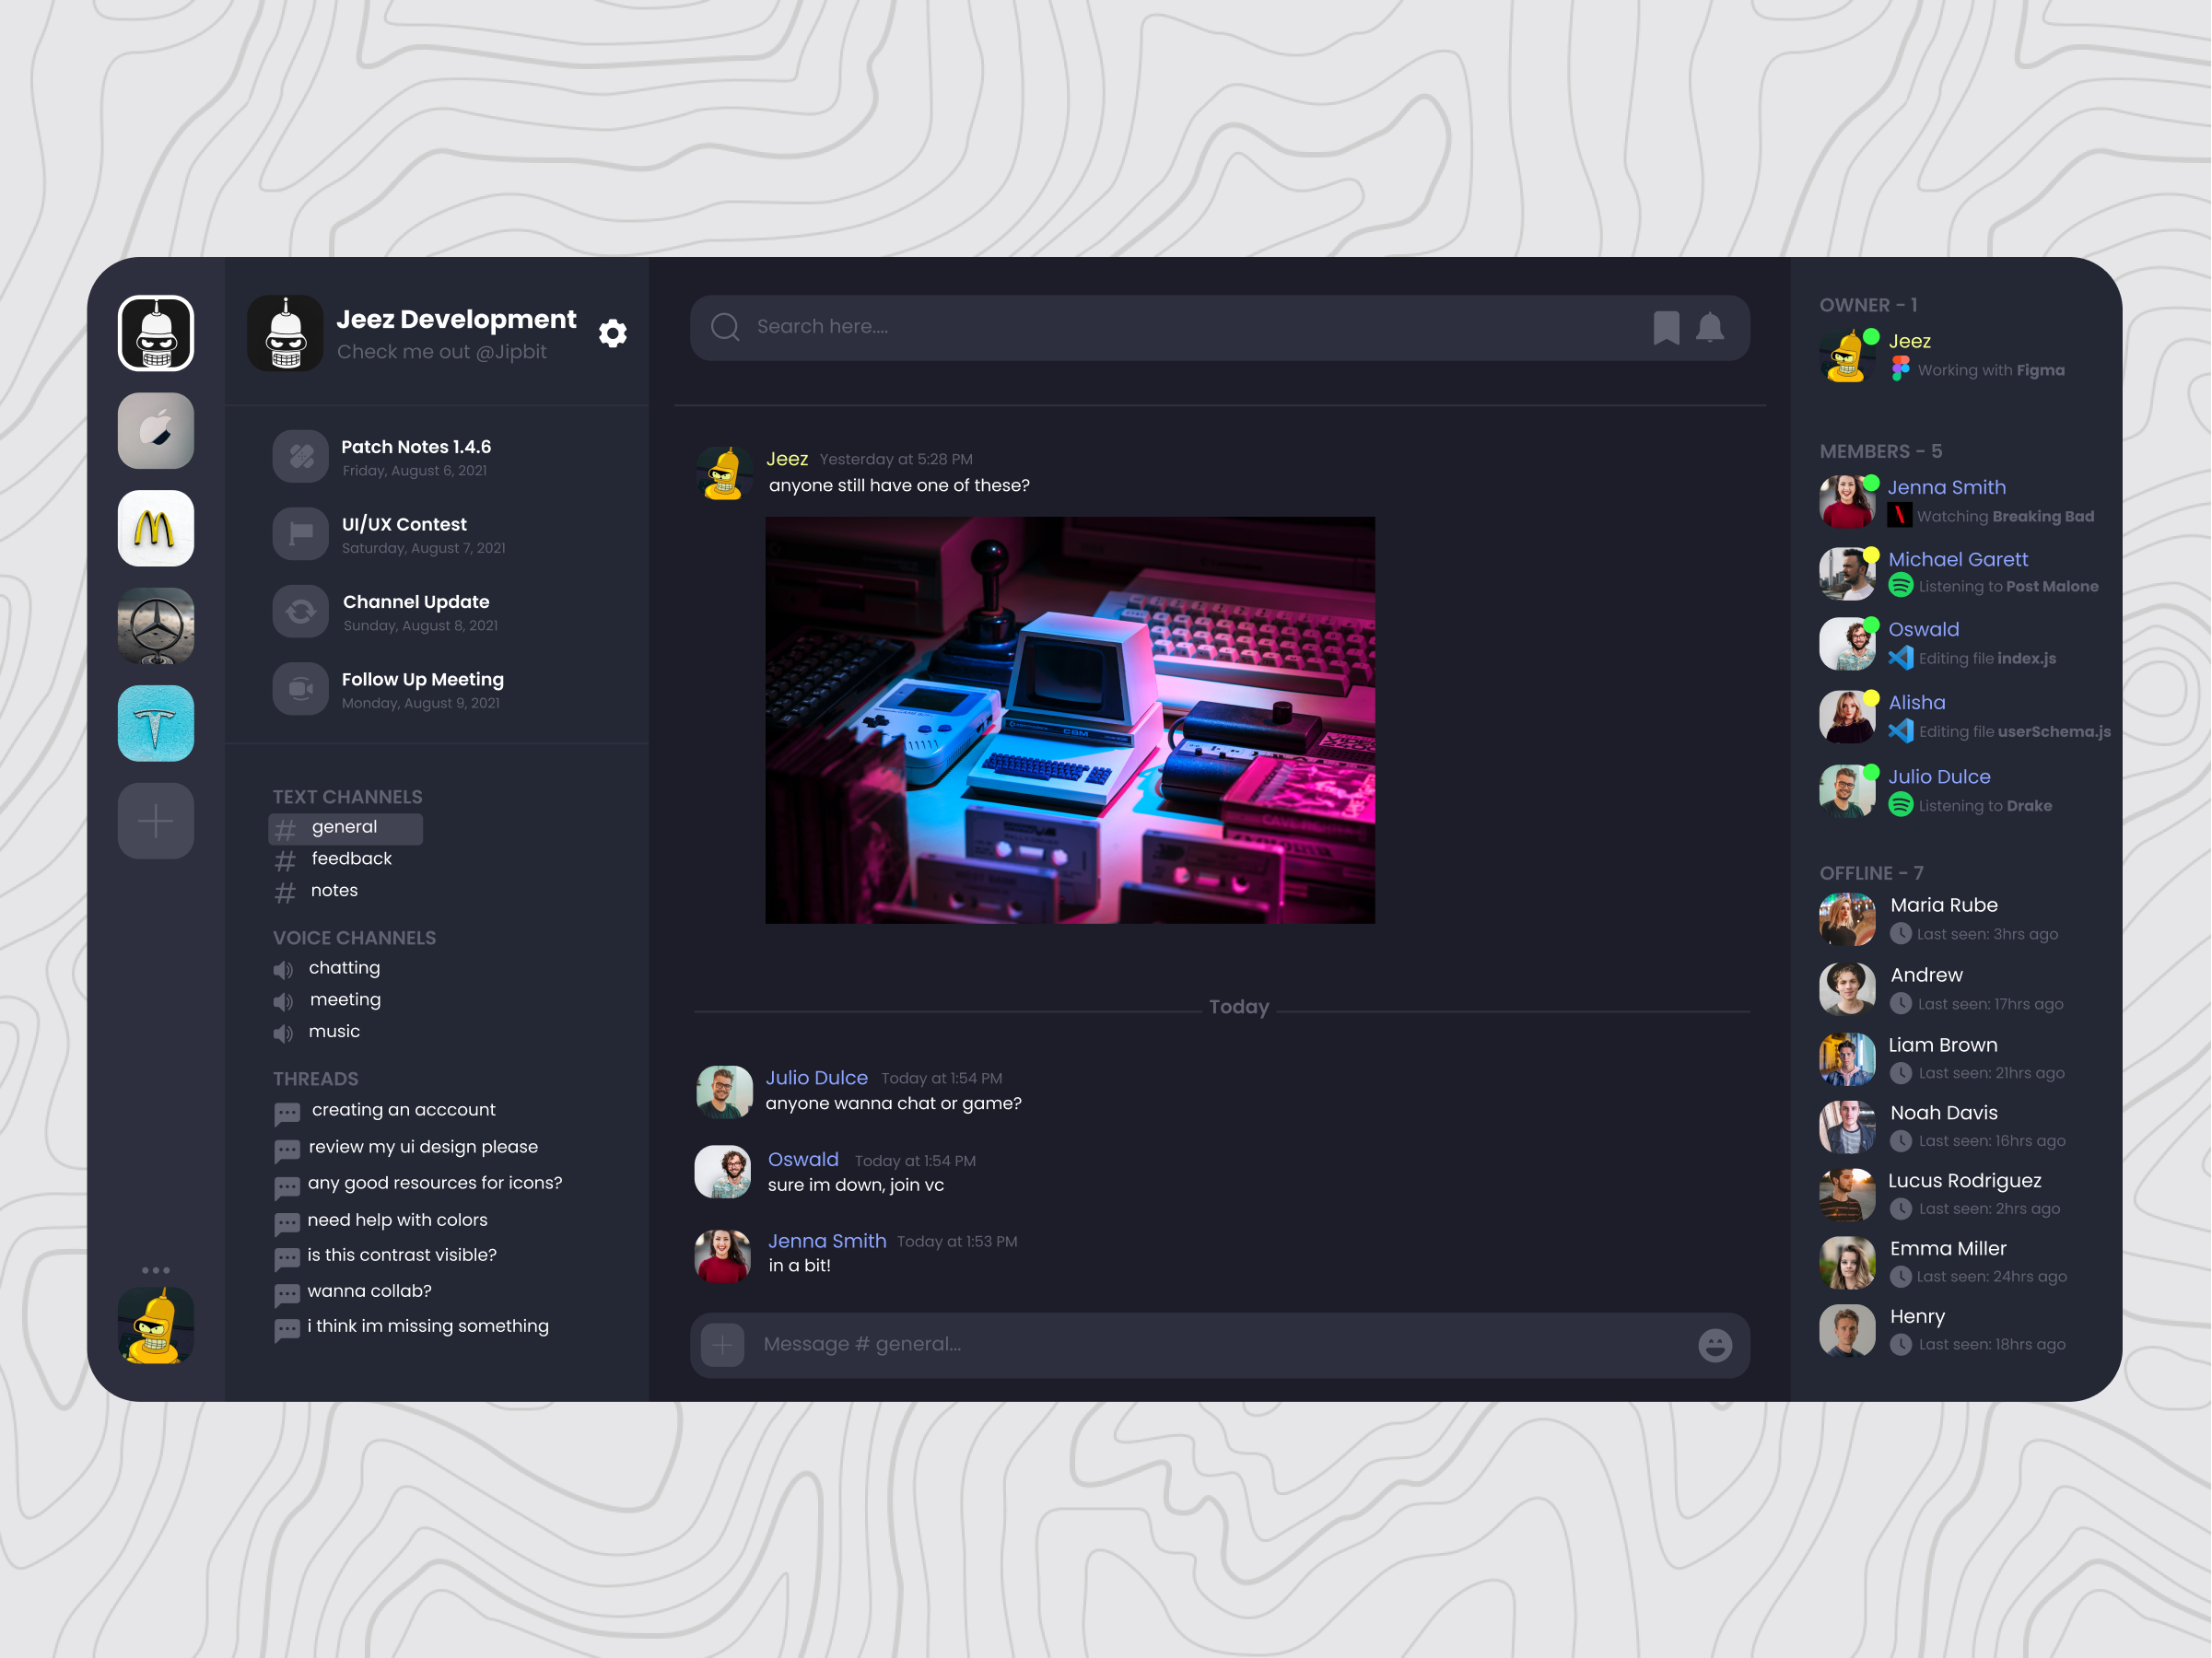 Jeez Development
Check me out @Jipbit
Patch Notes 1.4.6
Friday, August 6, 2021
UI/UX Contest
Saturday, August 7, 2021
Channel Update
Sunday, August 8, 2021
Follow Up Meeting
Monday, August 9, 2021
TEXT CHANNELS
# general
# feedback
# notes
VOICE CHANNELS
chatting
meeting
music
THREADS
creating an acccount
review my ui design please
any good resources for icons?
need help with colors
is this contrast visible?
wanna collab?
i think im missing something
Search here....
Jeez Yesterday at 5:28 PM
anyone still have one of these?
CBM
Today
Julio Dulce Today at 1:54 PM
anyone wanna chat or game?
Oswald Today at 1:54 PM
sure im down, join vc
Jenna Smith Today at 1:53 PM
in a bit!
Message # general...
OWNER - 1
Jeez
Working with Figma
MEMBERS - 5
Jenna Smith
Watching Breaking Bad
Michael Garett
Listening to Post Malone
Oswald
Editing file index.js
Alisha
Editing file userSchema.js
Julio Dulce
Listening to Drake
OFFLINE - 7
Maria Rube
Last seen: 3hrs ago
Andrew
Last seen: 17hrs ago
Liam Brown
Last seen: 21hrs ago
Noah Davis
Last seen: 16hrs ago
Lucus Rodriguez
Last seen: 2hrs ago
Emma Miller
Last seen: 24hrs ago
Henry
Last seen: 18hrs ago